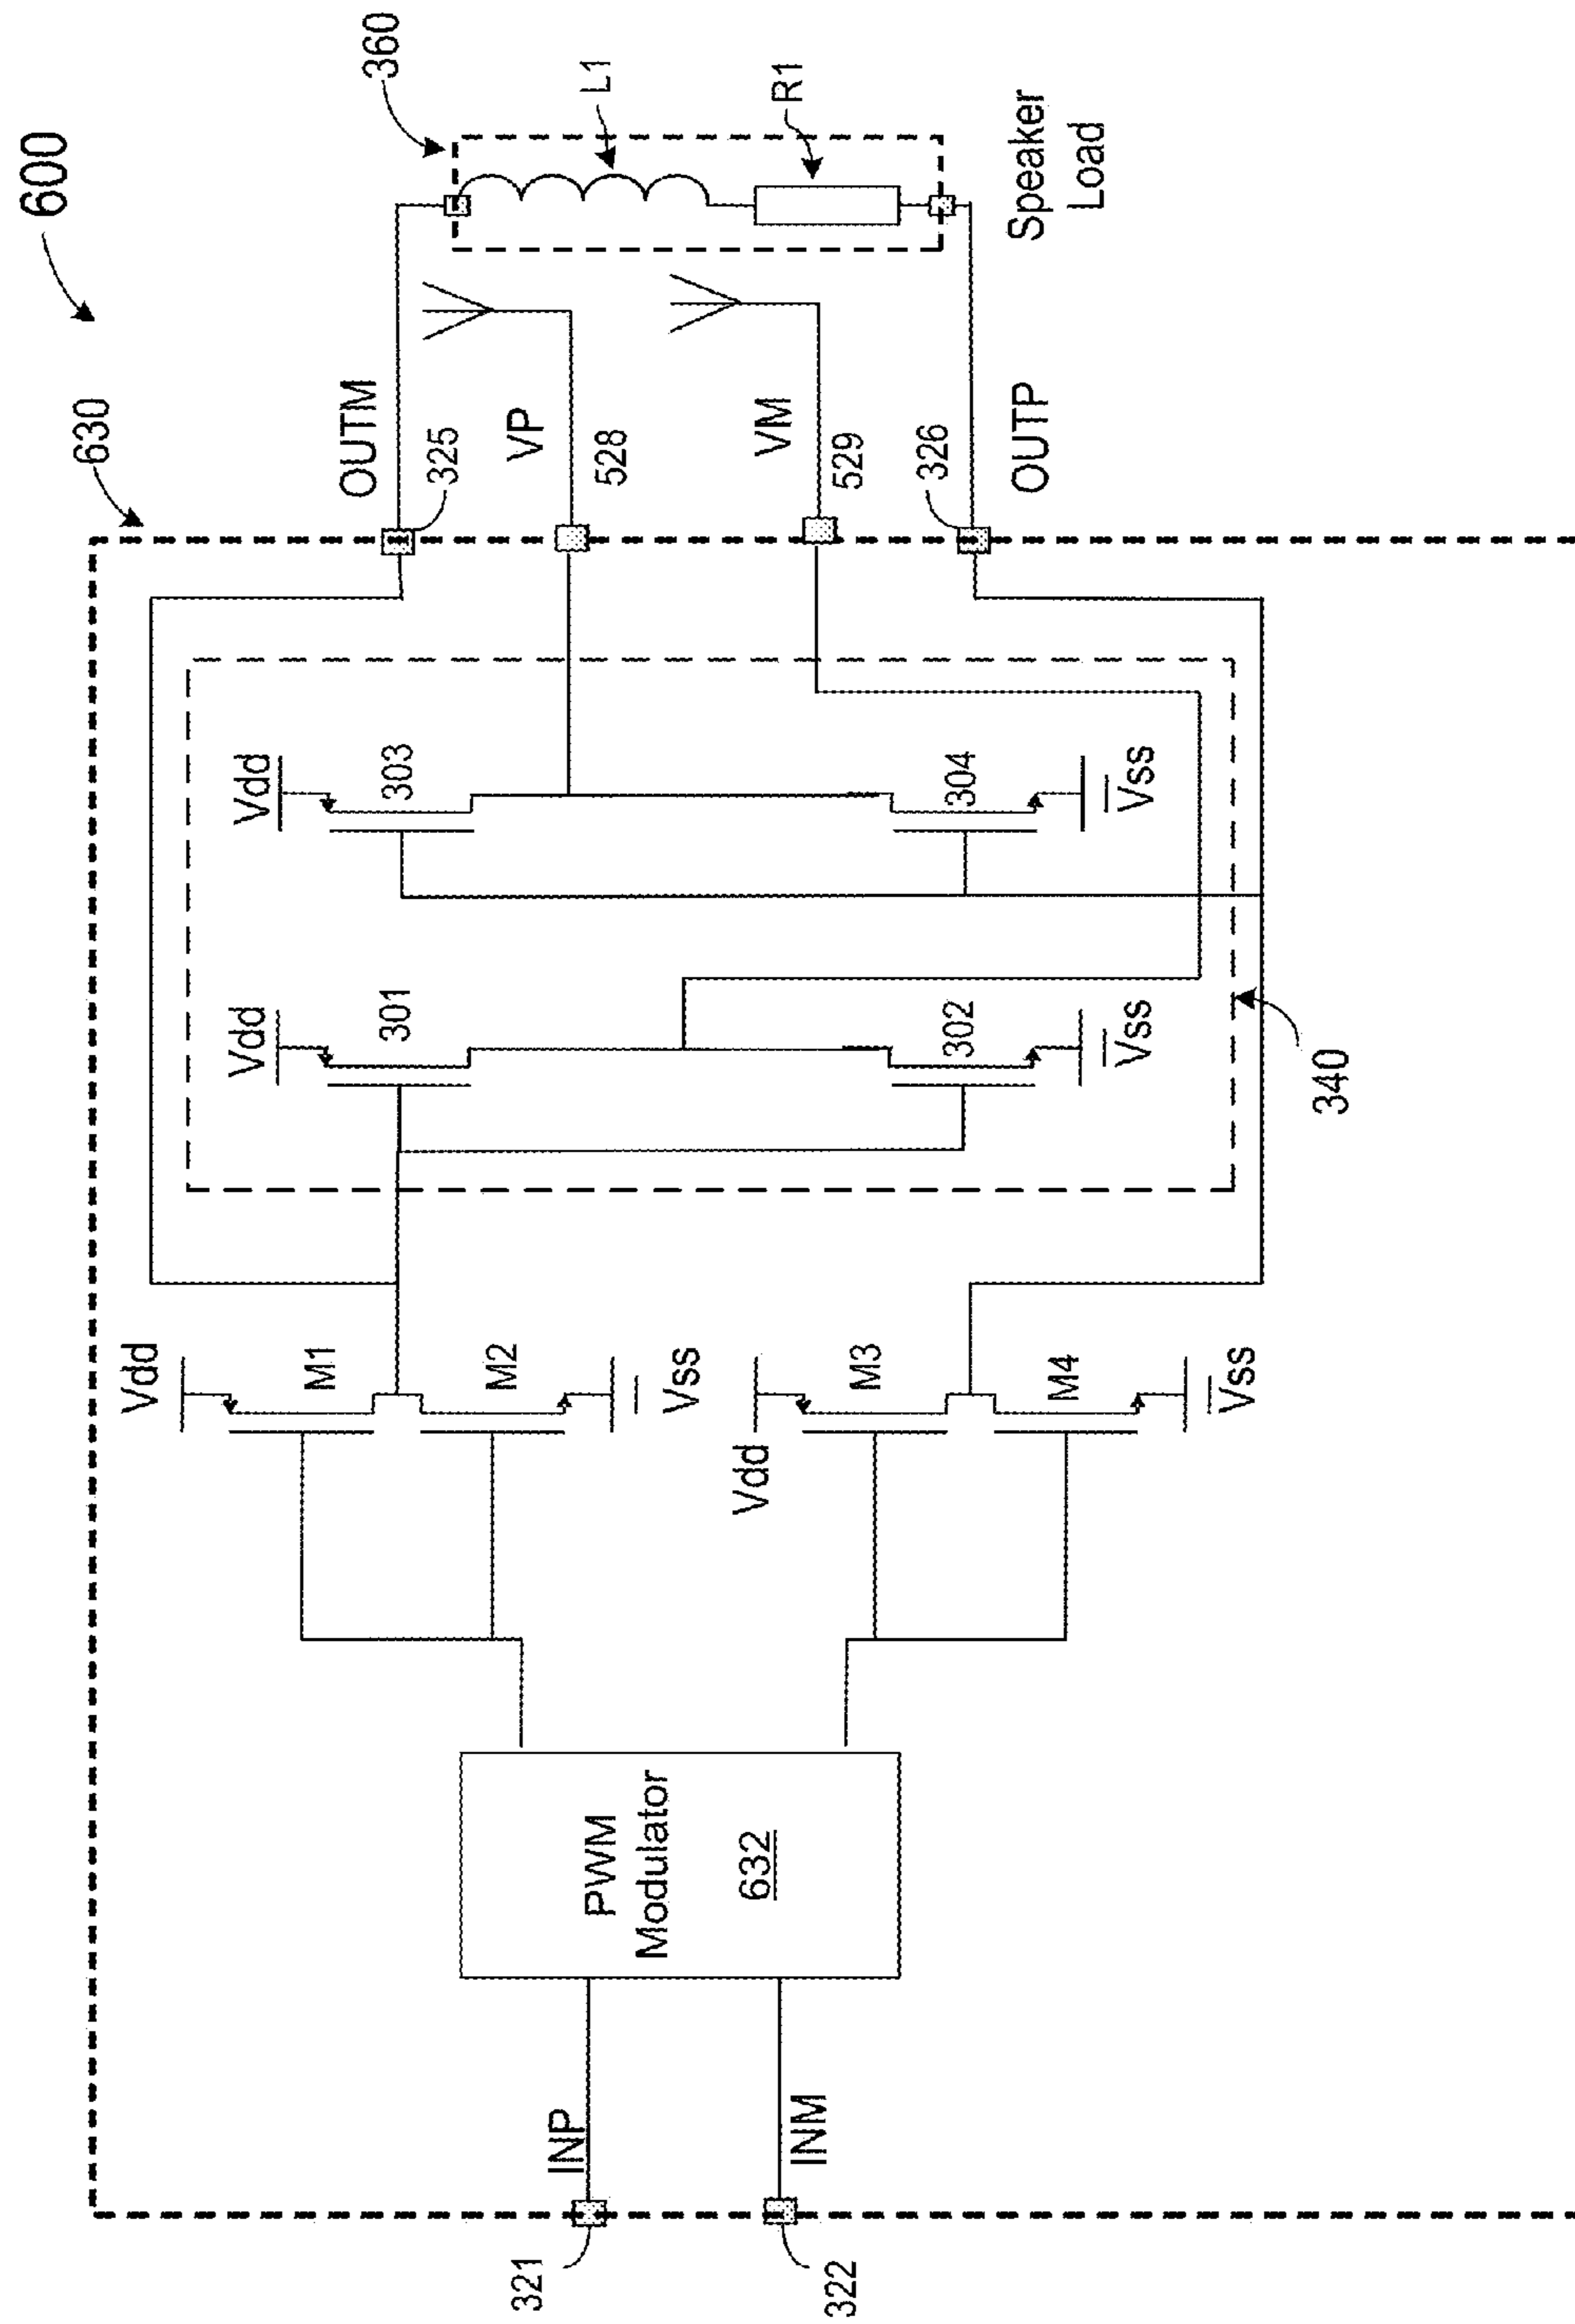 600
630
360
OUTM
325
L1
R1
VP
528
VM
529
326
OUTP
Speaker
Load
Vdd
303
304
Vss
Vdd
301
302
Vss
340
Vdd
M1
M2
Vss
Vdd
M3
M4
Vss
PWM
Modulator
632
INP
INM
321
322